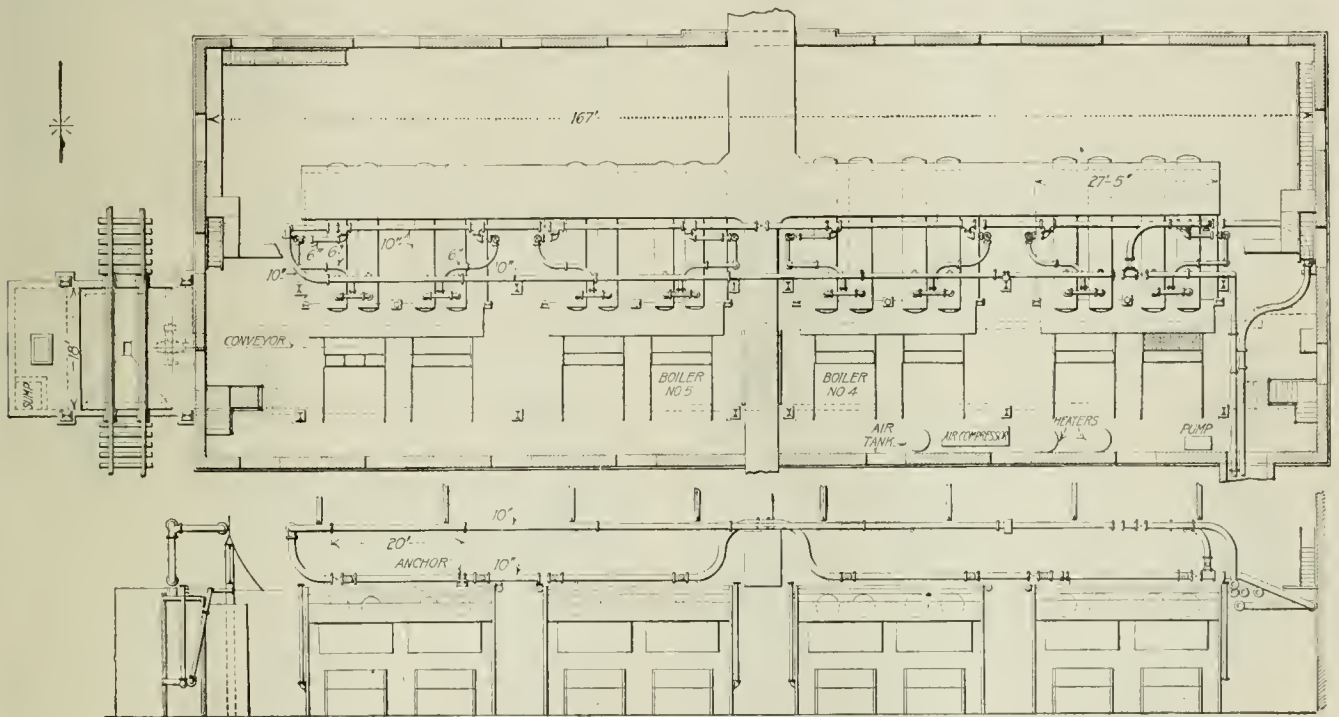 167'
27'-5"
6"
6"
10"
6"
10"
10"
18'
SUMP.
CONVEYOR
BOILER
NO 5
BOILER
NO 4
AIR
TANK
AIR COMPRESSOR
HEATERS
PUMP
10"
20'
ANCHOR
10"